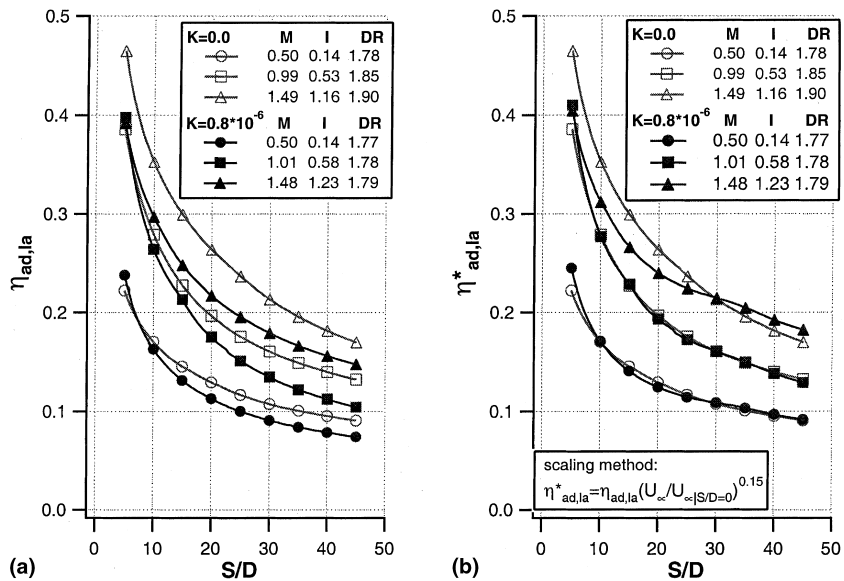 0.5
0.4
0.3
0.2
0.1
0.0
ηad,la
K=0.0 M I DR
0.50 0.14 1.78
0.99 0.53 1.85
1.49 1.16 1.90
K=0.8*10-6 M I DR
0.50 0.14 1.77
1.01 0.58 1.78
1.48 1.23 1.79
0 10 20 30 40 50
(a) S/D
0.5
0.4
0.3
0.2
0.1
0.0
η*ad,la
K=0.0 M I DR
0.50 0.14 1.78
0.99 0.53 1.85
1.49 1.16 1.90
K=0.8*10-6 M I DR
0.50 0.14 1.77
1.01 0.58 1.78
1.48 1.23 1.79
scaling method:
η*ad,la=ηad,la(U∞/U∞|S/D=0)0.15
0 10 20 30 40 50
(b) S/D